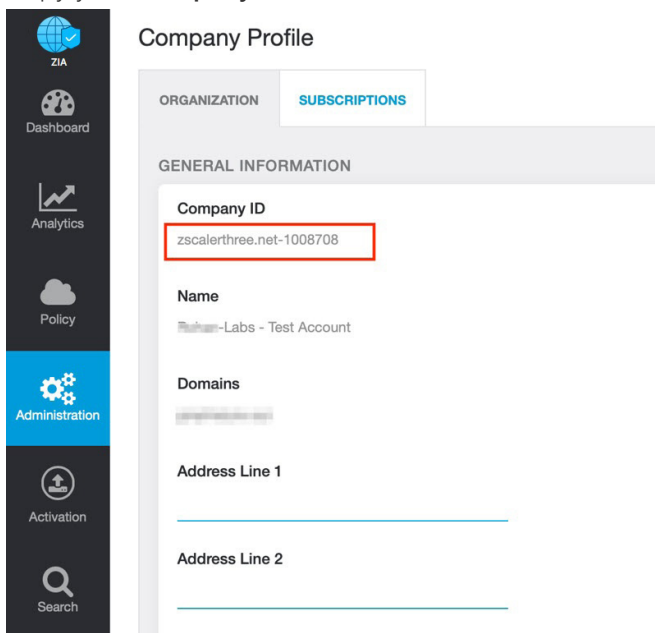 ZIA
Dashboard
Analytics
Policy
Administration
Activation
Search
Company Profile
ORGANIZATION
SUBSCRIPTIONS
GENERAL INFORMATION
Company ID
zscalerthree.net-1008708
Name
-Labs - Test Account
Domains
Address Line 1
Address Line 2